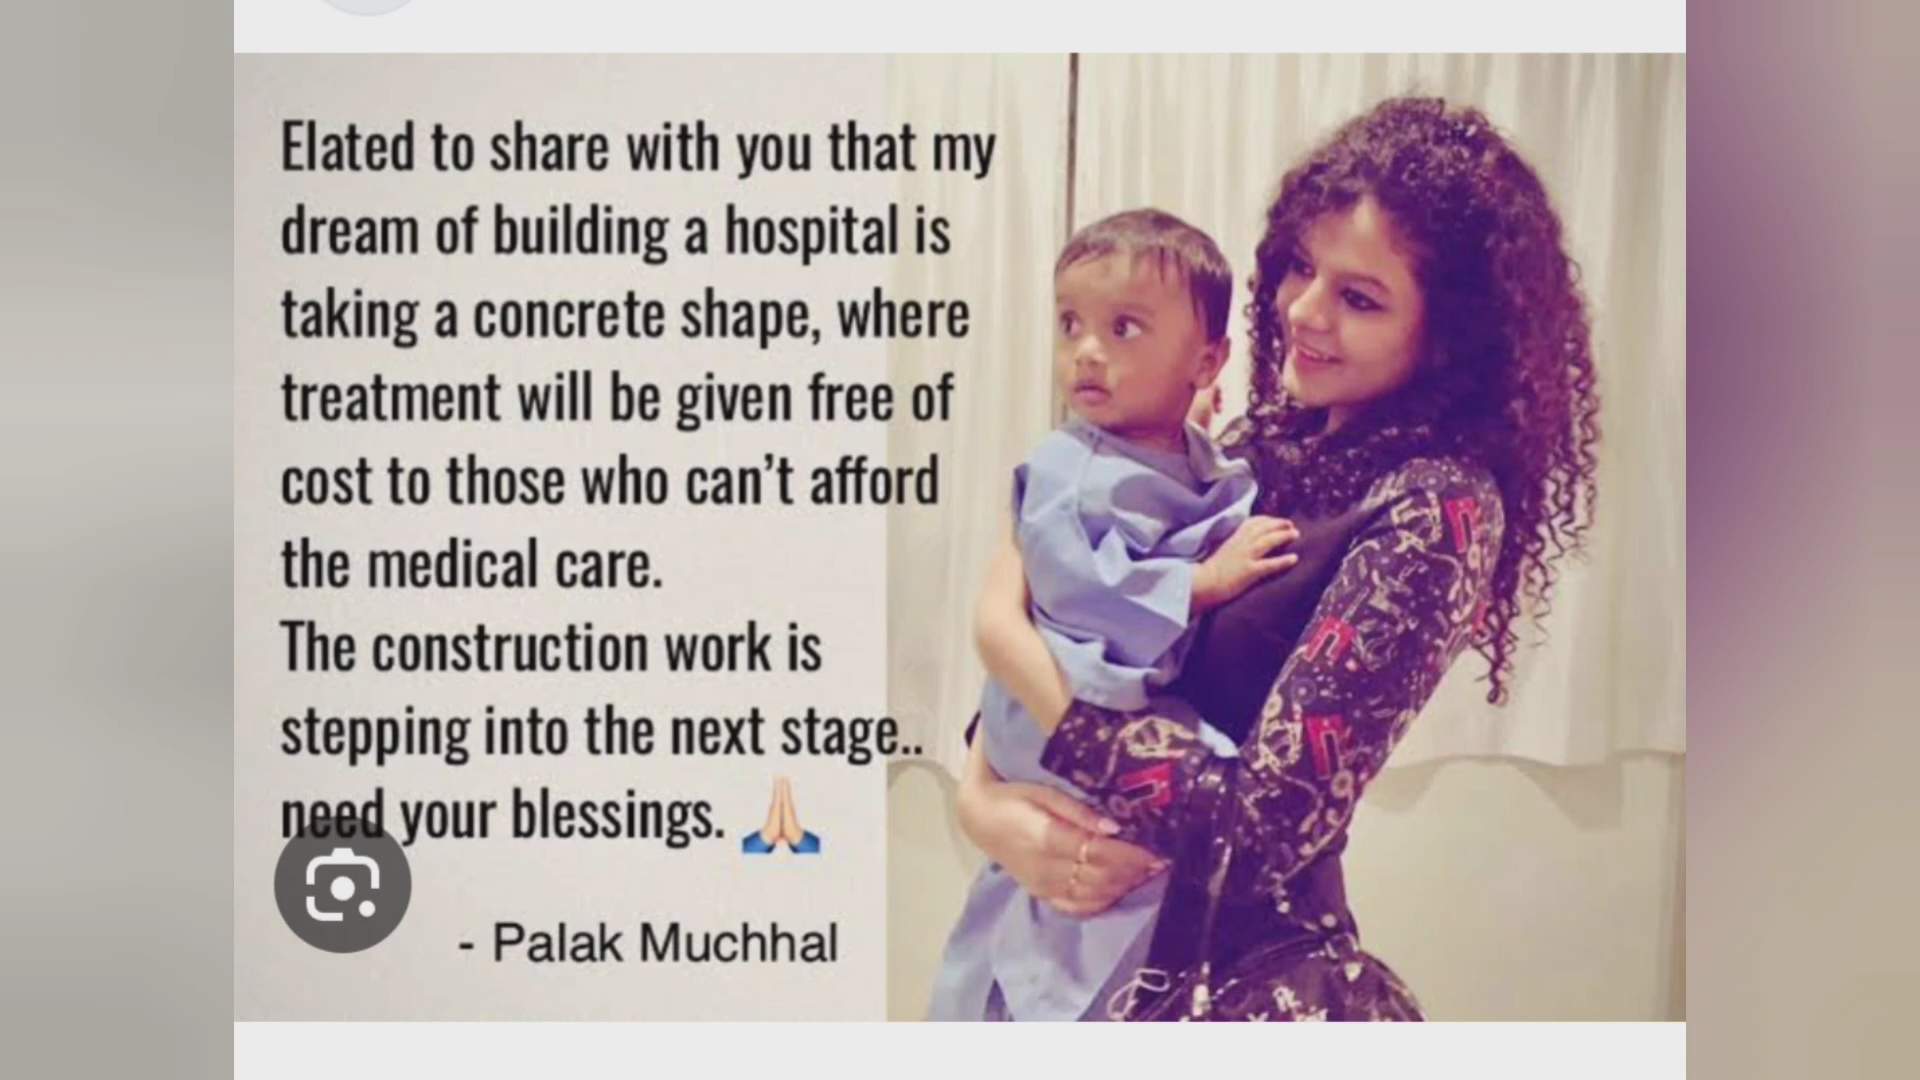 Elated to share with you that my
dream of building a hospital is
taking a concrete shape, where
treatment will be given free of
cost to those who can’t afford
the medical care.
The construction work is
stepping into the next stage..
need your blessings. 🙏
- Palak Muchhal